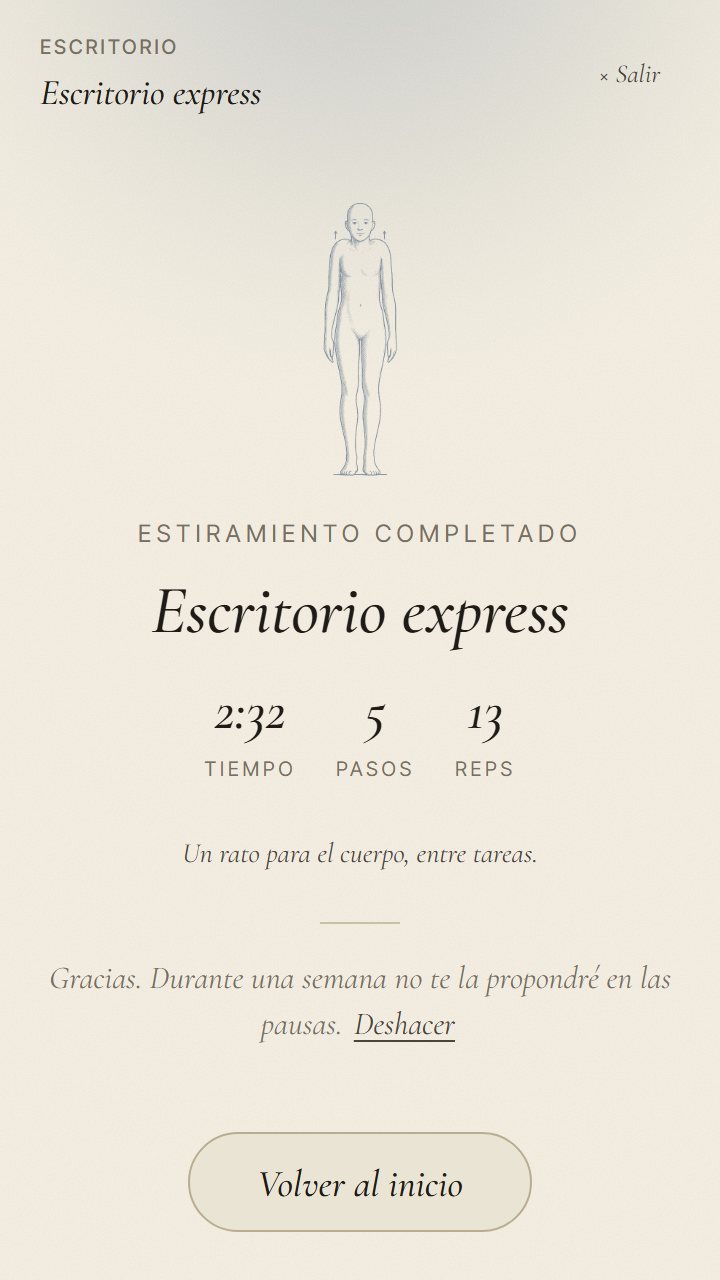 ESCRITORIO
Escritorio express
× Salir
ESTIRAMIENTO COMPLETADO
Escritorio express
2:32 5 13
TIEMPO PASOS REPS
Un rato para el cuerpo, entre tareas.
Gracias. Durante una semana no te la propondré en las
pausas. Deshacer
Volver al inicio